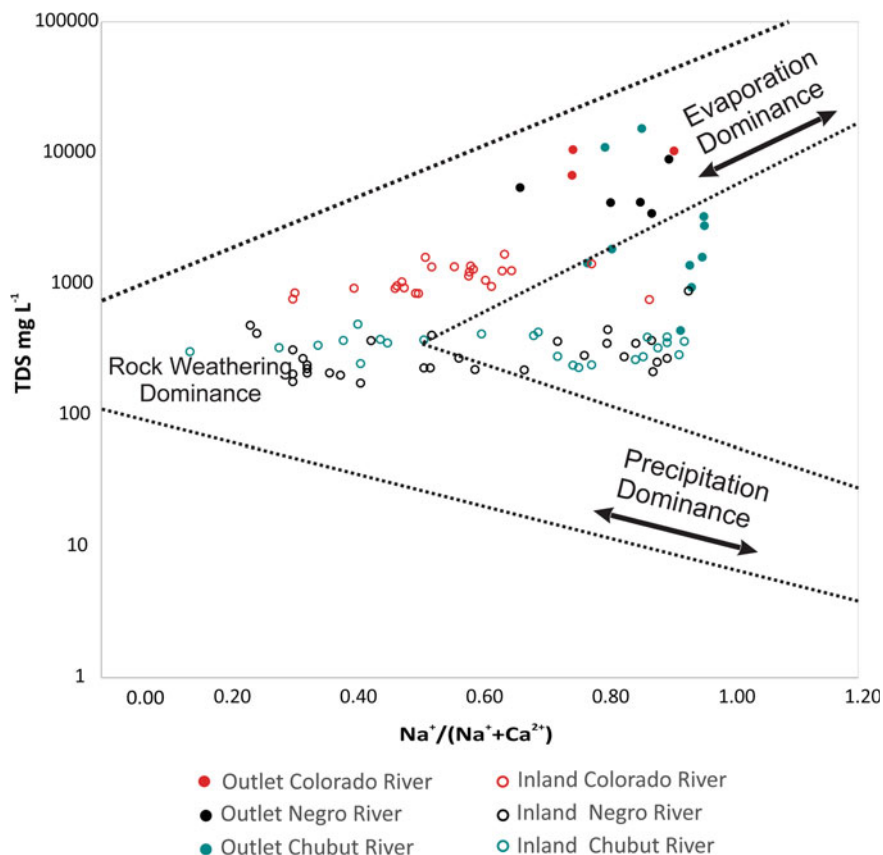 100000
10000
1000
100
10
1
TDS mg L⁻¹
Evaporation
Dominance
Rock Weathering
Dominance
Precipitation
Dominance
0.00 0.20 0.40 0.60 0.80 1.00 1.20
Na⁺/(Na⁺+Ca²⁺)
Outlet Colorado River
Inland Colorado River
Outlet Negro River
Inland Negro River
Outlet Chubut River
Inland Chubut River